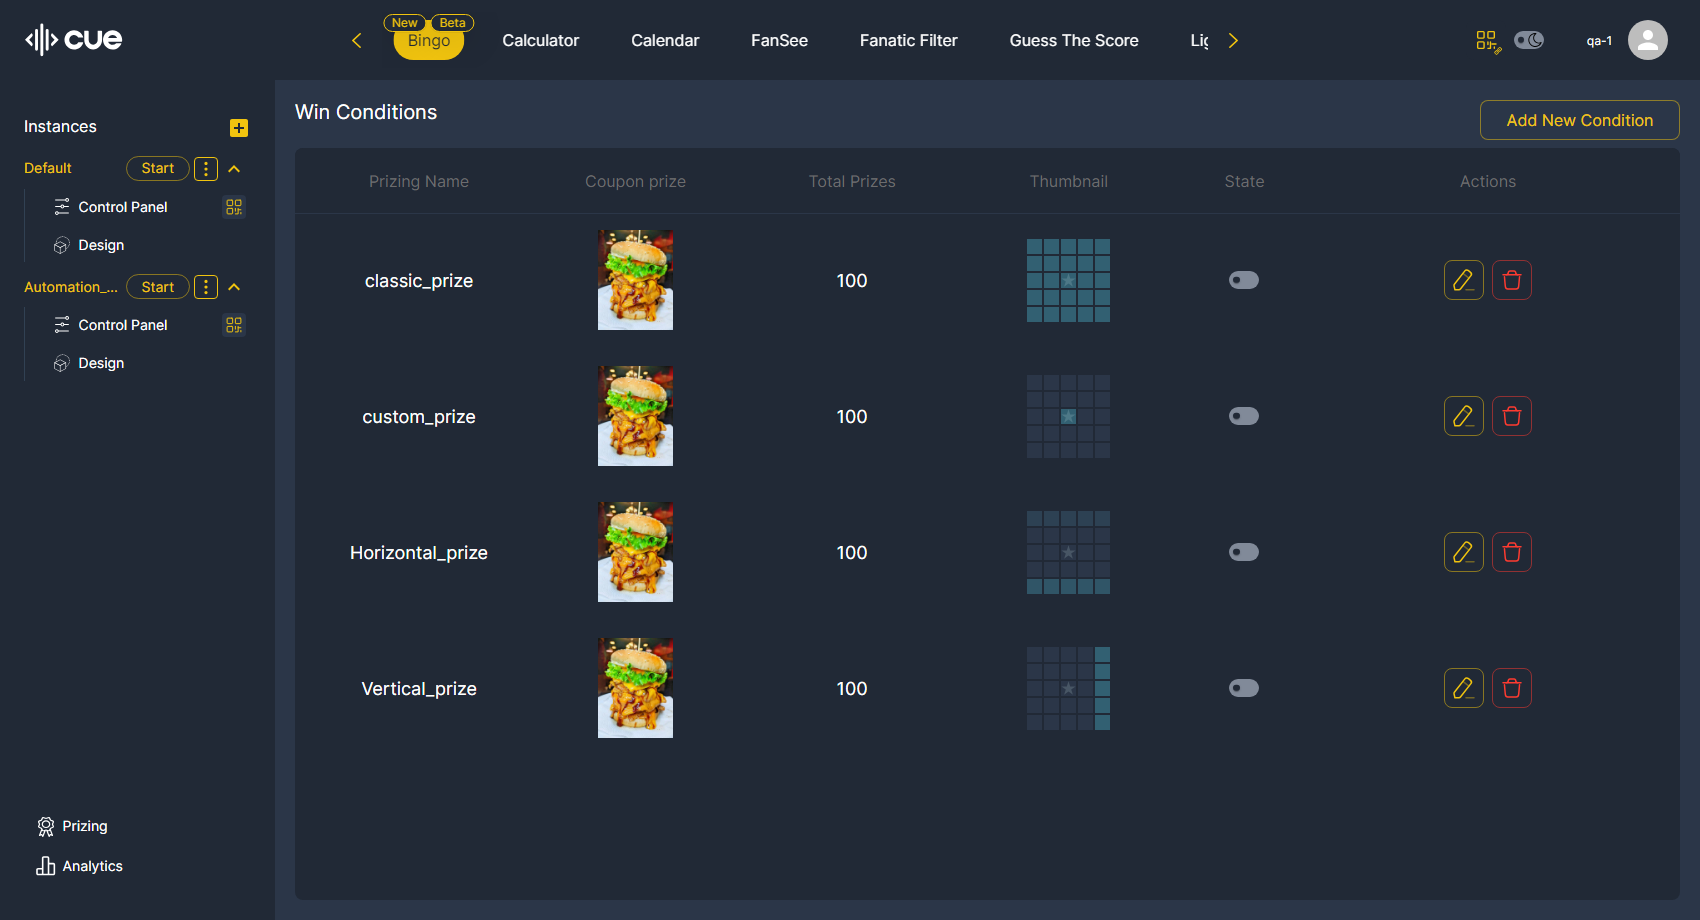 cue
New Beta
Bingo Calculator Calendar FanSee Fanatic Filter Guess The Score
qa-1
Instances
Default Start
Control Panel
Design
Automation_... Start
Control Panel
Design
Prizing
Analytics
Win Conditions
Add New Condition
Prizing Name Coupon prize Total Prizes Thumbnail State Actions
classic_prize 100
custom_prize 100
Horizontal_prize 100
Vertical_prize 100